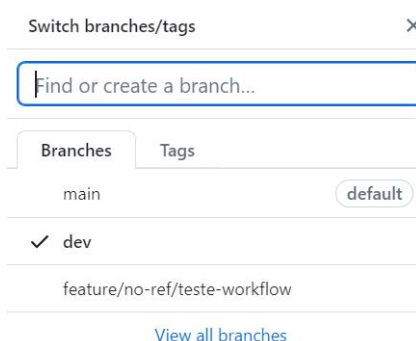 Switch branches/tags
Find or create a branch...
Branches Tags
main default
dev
feature/no-ref/teste-workflow
View all branches